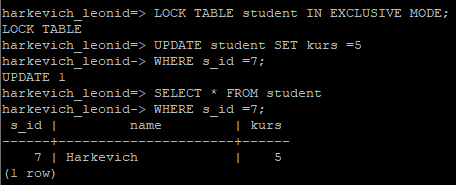 harkevich_leonid=> LOCK TABLE student IN EXCLUSIVE MODE;
LOCK TABLE
harkevich_leonid=> UPDATE student SET kurs =5
harkevich_leonid-> WHERE s_id =7;
UPDATE 1
harkevich_leonid=> SELECT * FROM student
harkevich_leonid-> WHERE s_id =7;
 s_id |         name         | kurs
------+----------------------+------
    7 | Harkevich            |    5
(1 row)